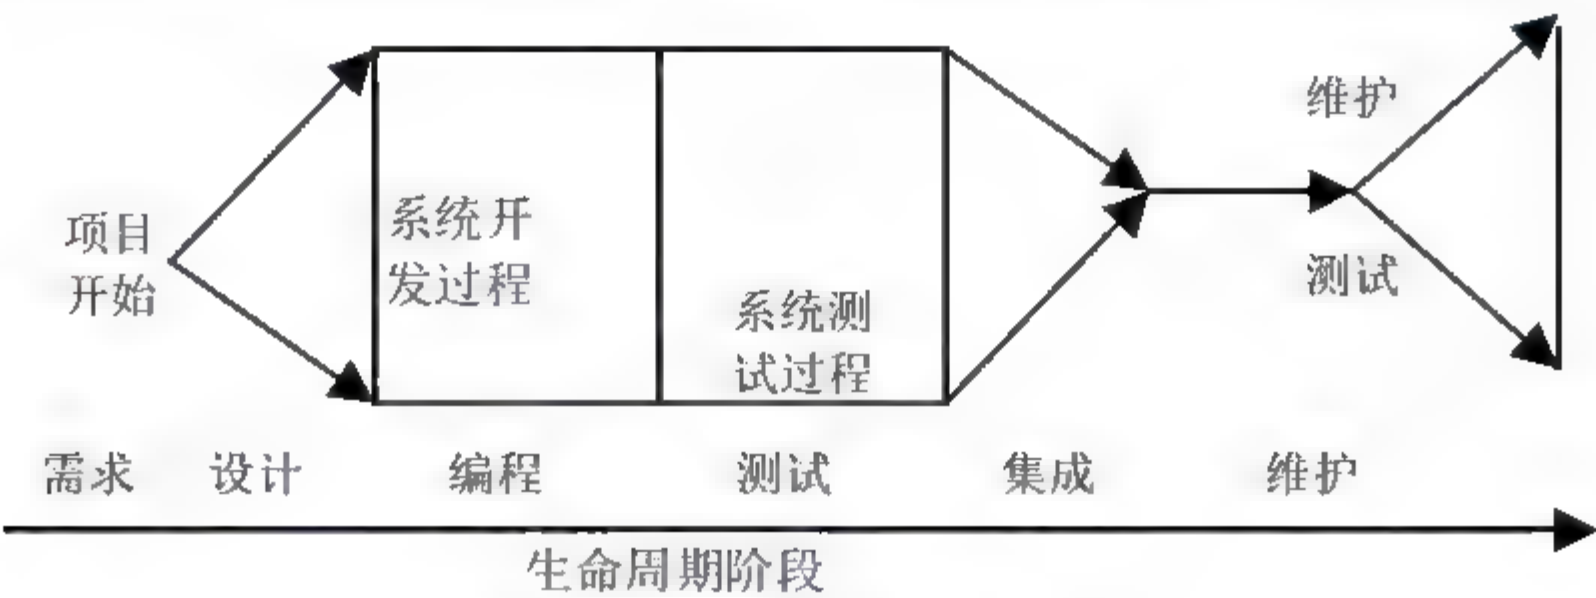 维护
项目
开始
系统开
发过程
测试
系统测
试过程
需求 设计 编程 测试 集成 维护
生命周期阶段